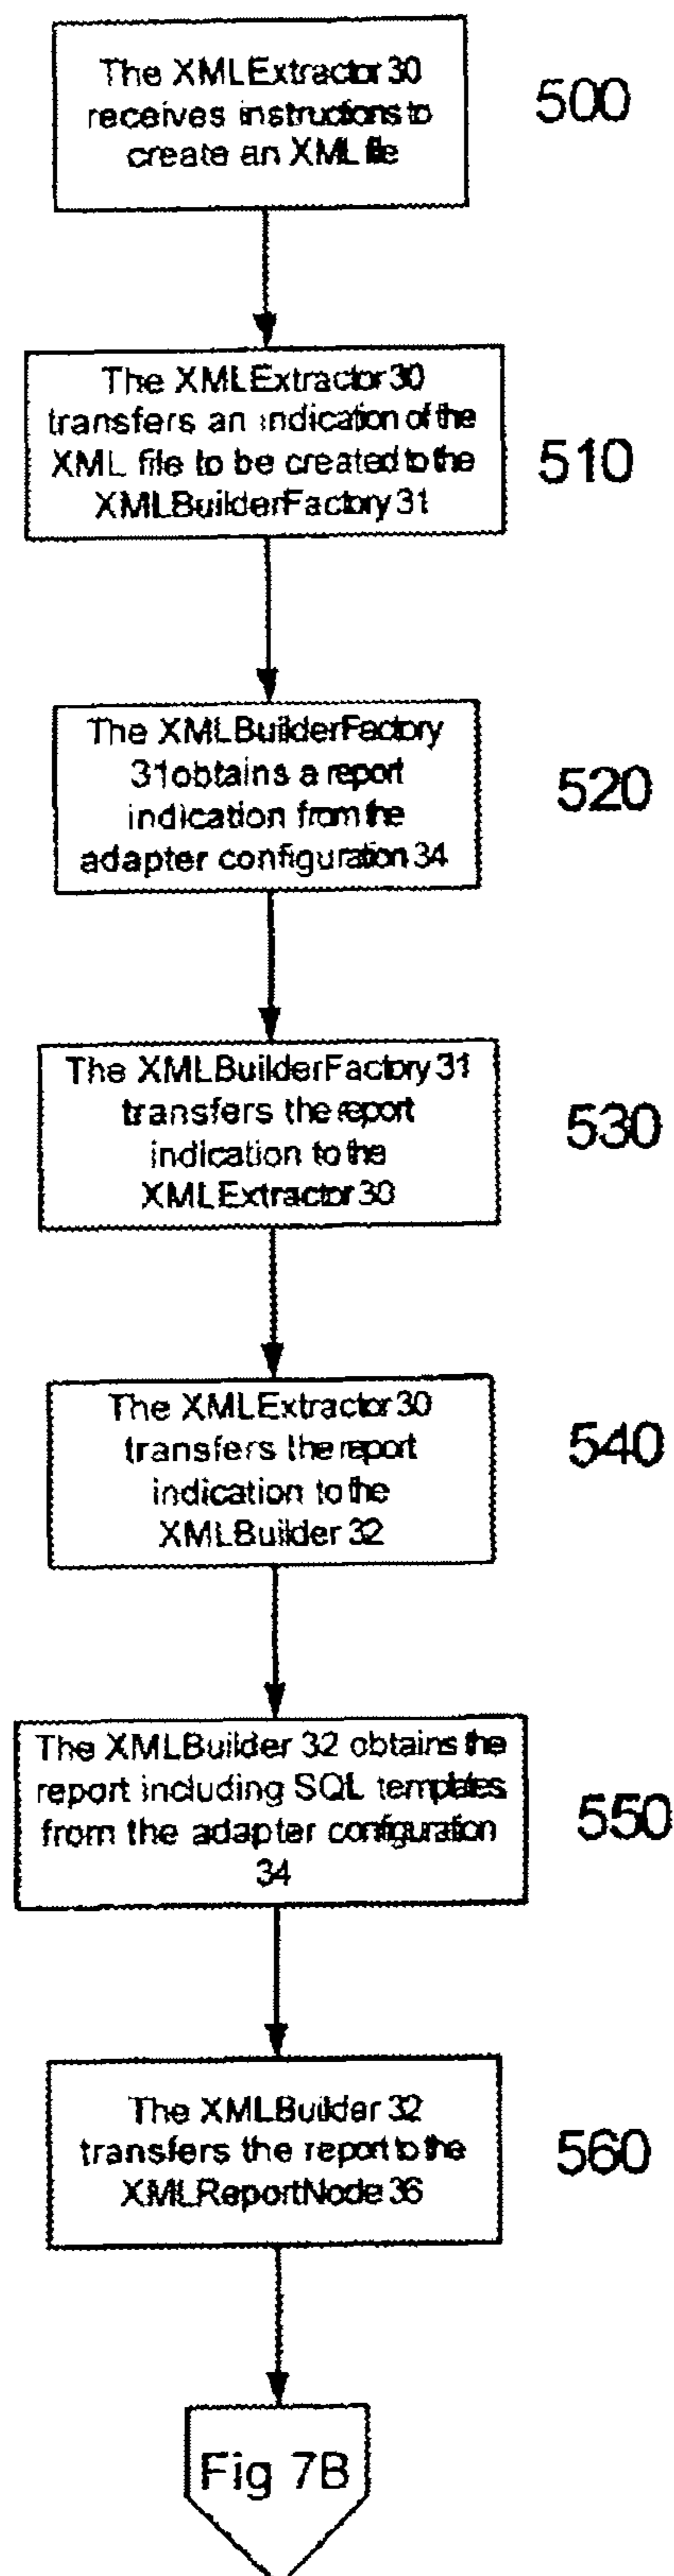 The XMLExtractor 30
receives instructions to
create an XML file
500
The XMLExtractor 30
transfers an indication of the
XML file to be created to the
XMLBuilderFactory 31
510
The XMLBuilderFactory
31 obtains a report
indication from the
adapter configuration 34
520
The XMLBuilderFactory 31
transfers the report
indication to the
XMLExtractor 30
530
The XMLExtractor 30
transfers the report
indication to the
XMLBuilder 32
540
The XMLBuilder 32 obtains the
report including SQL templates
from the adapter configuration
34
550
The XMLBuilder 32
transfers the report to the
XMLReportNode 36
560
Fig 7B